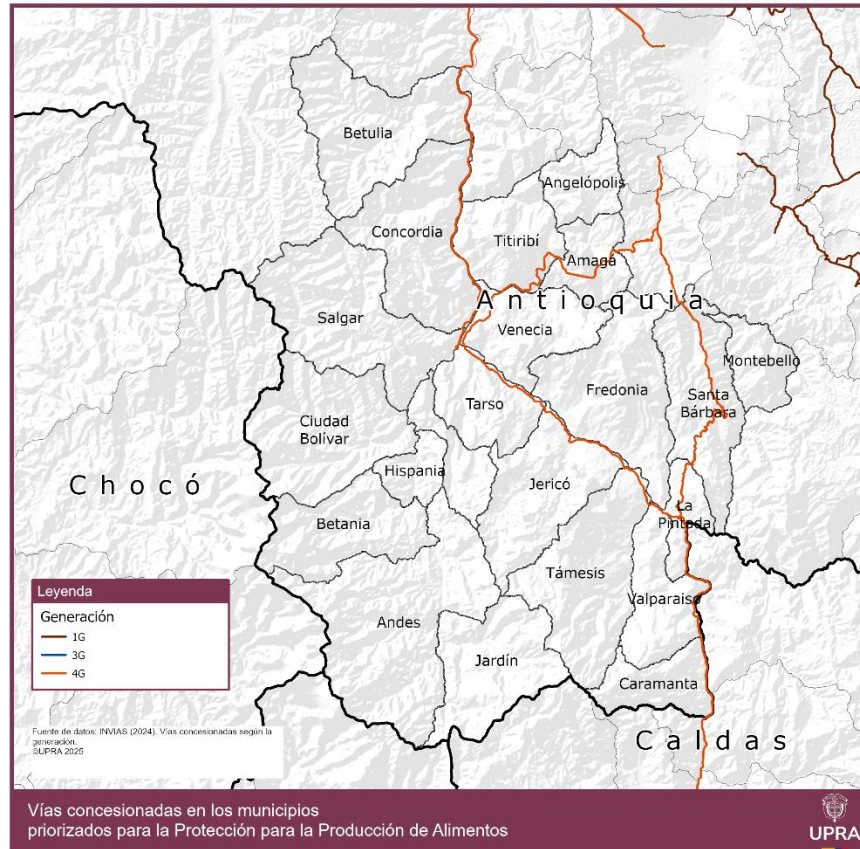 Betulia
Angelópolis
Concordia
Titiribí
Amagá
Antioquia
Salgar
Venecia
Montebello
Fredonia
Santa
Bárbara
Tarso
Ciudad
Bolívar
Hispania
Chocó
Jericó
La
Pintada
Betania
Támesis
Valparaiso
Andes
Jardín
Caramanta
Caldas
Leyenda
Generación
1G
3G
4G
Fuente de datos: INVIAS (2024). Vías concesionadas según la
generación.
©UPRA 2025
Vías concesionadas en los municipios
priorizados para la Protección para la Producción de Alimentos
UPRA